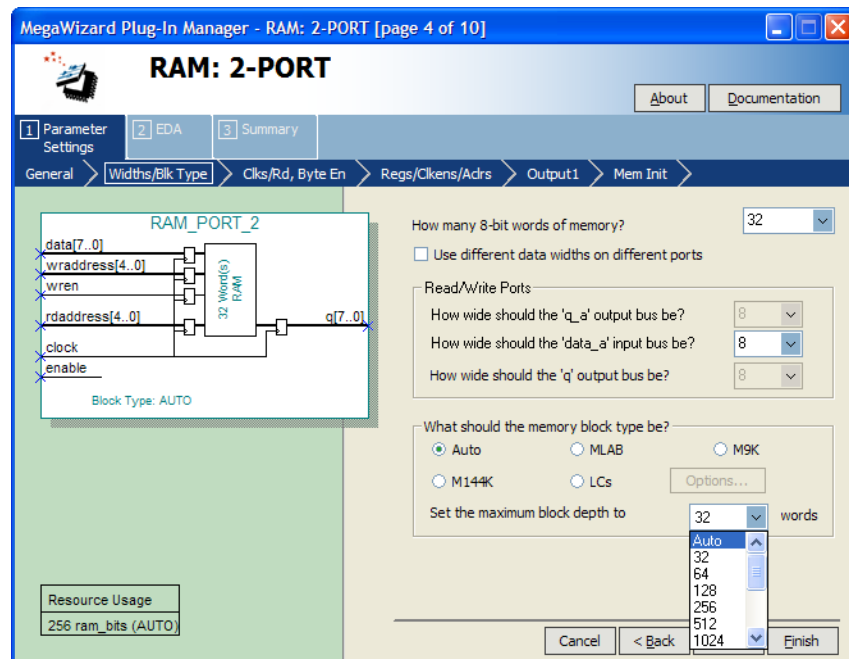 MegaWizard Plug-In Manager - RAM: 2-PORT [page 4 of 10]
RAM: 2-PORT
About
Documentation
1 Parameter Settings
2 EDA
3 Summary
General
Widths/Blk Type
Clks/Rd, Byte En
Regs/Clkens/Adrs
Output1
Mem Init
RAM_PORT_2
data[7..0]
wraddress[4..0]
wren
rdaddress[4..0]
clock
enable
32 Word(s)
RAM
q[7..0]
Block Type: AUTO
Resource Usage
256 ram_bits (AUTO)
How many 8-bit words of memory?
32
Use different data widths on different ports
Read/Write Ports
How wide should the 'q_a' output bus be?
8
How wide should the 'data_a' input bus be?
8
How wide should the 'q' output bus be?
8
What should the memory block type be?
Auto
MLAB
M9K
M144K
LCs
Options...
Set the maximum block depth to
32
words
Auto
32
64
128
256
512
1024
Cancel
< Back
Finish